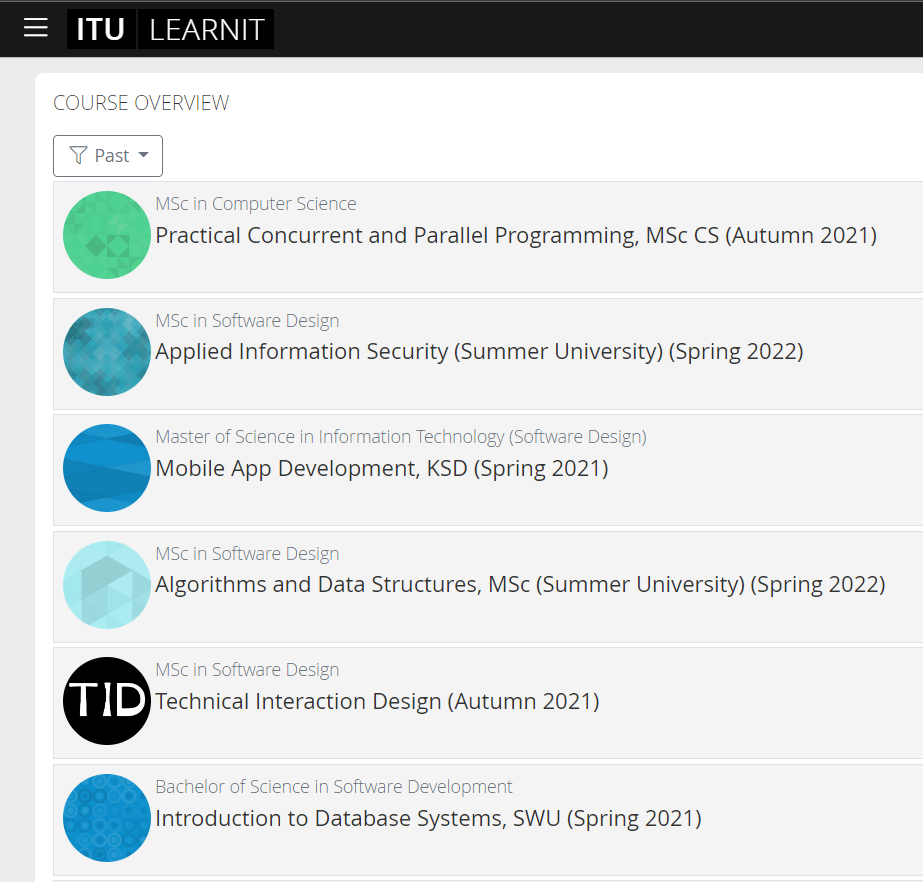 ITU LEARNIT
COURSE OVERVIEW
Past
MSc in Computer Science
Practical Concurrent and Parallel Programming, MSc CS (Autumn 2021)
MSc in Software Design
Applied Information Security (Summer University) (Spring 2022)
Master of Science in Information Technology (Software Design)
Mobile App Development, KSD (Spring 2021)
MSc in Software Design
Algorithms and Data Structures, MSc (Summer University) (Spring 2022)
TID
MSc in Software Design
Technical Interaction Design (Autumn 2021)
Bachelor of Science in Software Development
Introduction to Database Systems, SWU (Spring 2021)